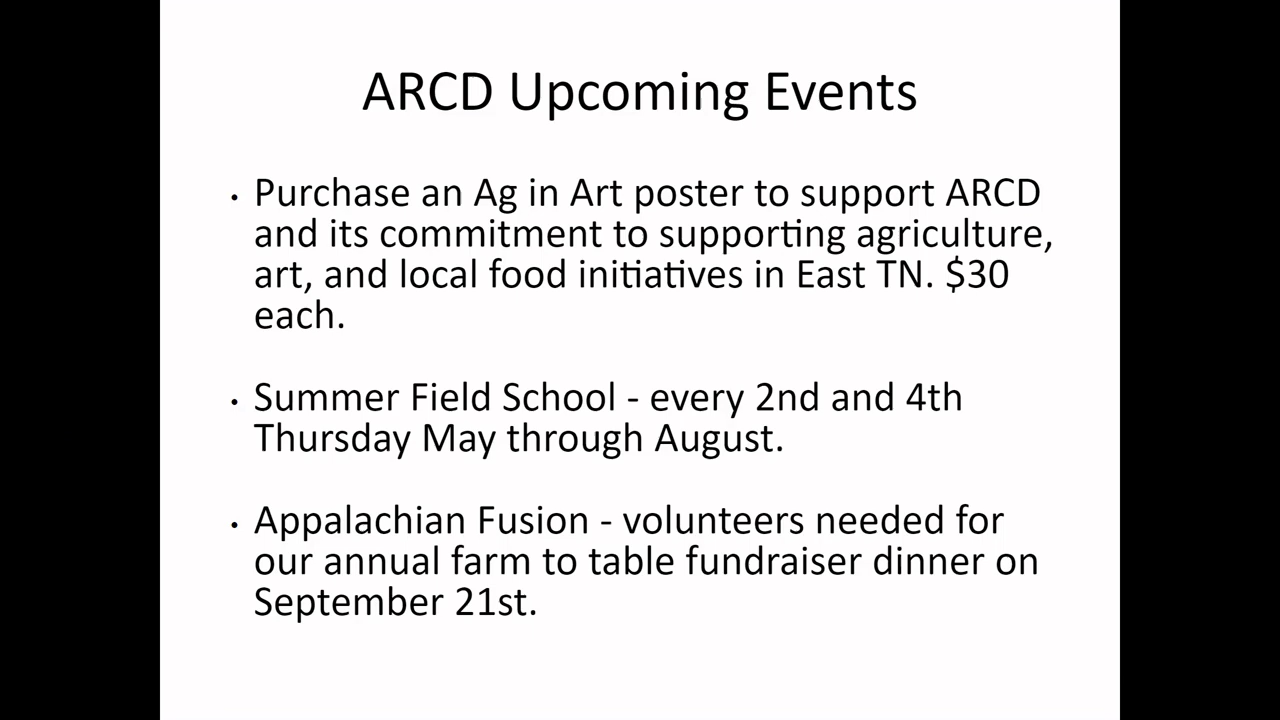 ARCD Upcoming Events
• Purchase an Ag in Art poster to support ARCD
and its commitment to supporting agriculture,
art, and local food initiatives in East TN. $30
each.
• Summer Field School - every 2nd and 4th
Thursday May through August.
• Appalachian Fusion - volunteers needed for
our annual farm to table fundraiser dinner on
September 21st.